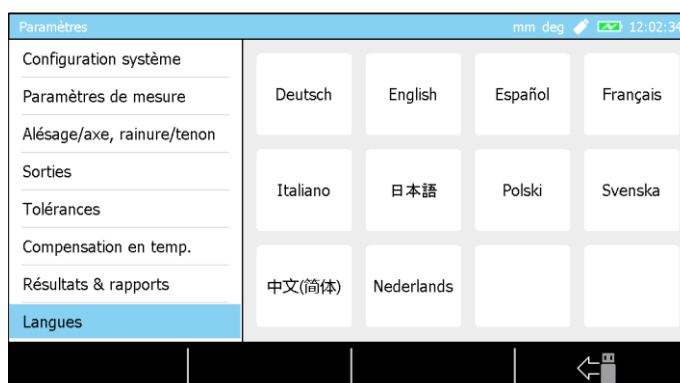 Paramètres
mm deg 12:02:34
Configuration système
Paramètres de mesure
Alésage/axe, rainure/tenon
Sorties
Tolérances
Compensation en temp.
Résultats & rapports
Langues
Deutsch English Español Français
Italiano 日本語 Polski Svenska
中文(简体) Nederlands